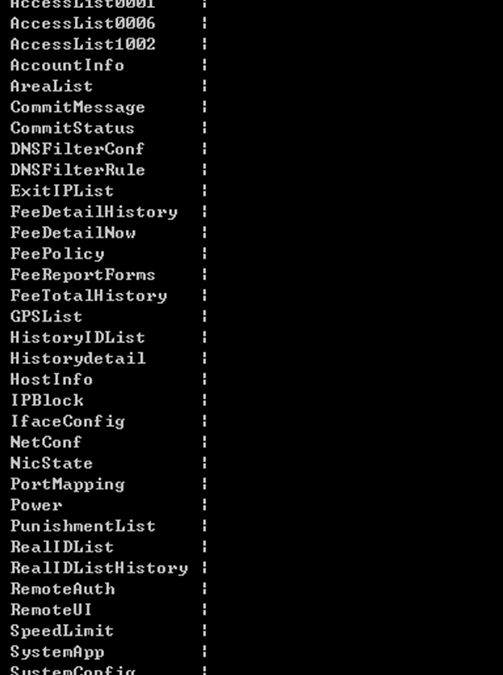 AccessList0001 |
AccessList0006 |
AccessList1002 |
AccountInfo |
AreaList |
CommitMessage |
CommitStatus |
DNSFilterConf |
DNSFilterRule |
ExitIPList |
FeeDetailHistory |
FeeDetailNow |
FeePolicy |
FeeReportForms |
FeeTotalHistory |
GPSList |
HistoryIDList |
Historydetail |
HostInfo |
IPBlock |
IfaceConfig |
NetConf |
NicState |
PortMapping |
Power |
PunishmentList |
RealIDList |
RealIDListHistory |
RemoteAuth |
RemoteUI |
SpeedLimit |
SystemApp |
SystemConfig |